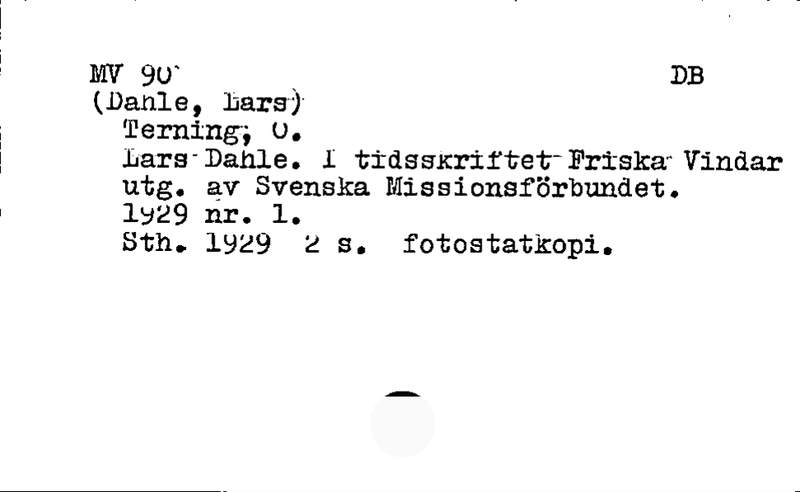 MV 90 DB
(Dahle, Lars)
Terning, O.
Lars Dahle. I tidsskriftet Friska Vindar
utg. av Svenska Missionsförbundet.
1929 nr. 1.
Sth. 1929 2 s. fotostatkopi.